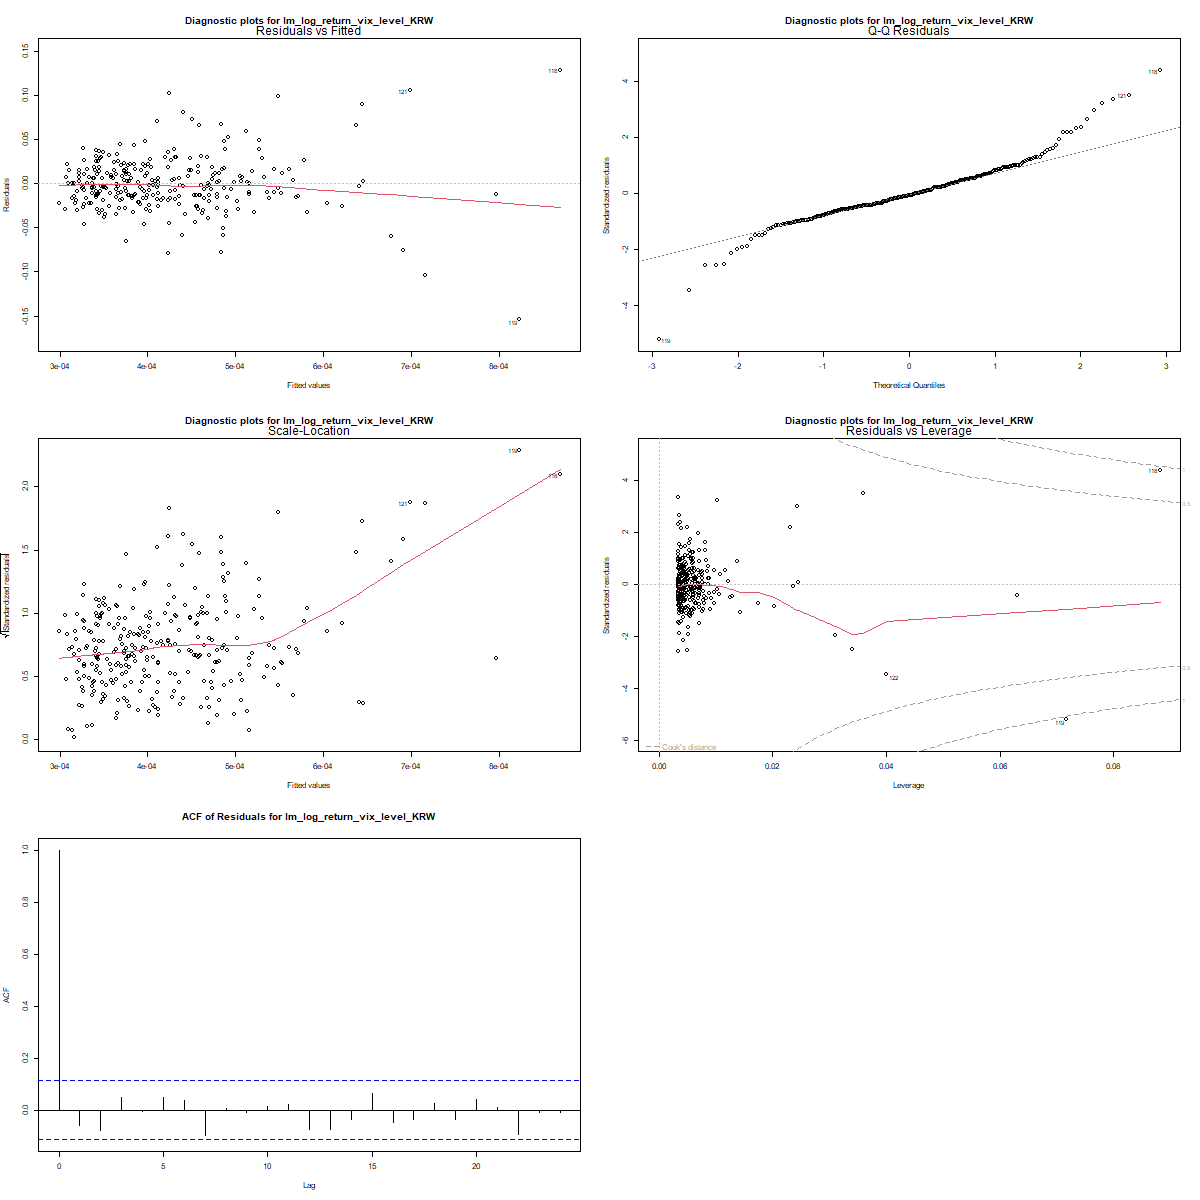 Diagnostic plots for lm_log_return_vix_level_KRW
Residuals vs Fitted
Residuals
0.15
0.10
0.05
0.00
-0.05
-0.10
-0.15
118
121
119
3e-04 4e-04 5e-04 6e-04 7e-04 8e-04
Fitted values
Diagnostic plots for lm_log_return_vix_level_KRW
Q-Q Residuals
Standardized residuals
4
2
0
-2
-4
118
121
119
-3 -2 -1 0 1 2 3
Theoretical Quantiles
Diagnostic plots for lm_log_return_vix_level_KRW
Scale-Location
√|Standardized residuals|
2.0
1.5
1.0
0.5
0.0
119
118
121
3e-04 4e-04 5e-04 6e-04 7e-04 8e-04
Fitted values
Diagnostic plots for lm_log_return_vix_level_KRW
Residuals vs Leverage
Standardized residuals
4
2
0
-2
-4
-6
118
1
0.5
122
0.5
119
1
Cook's distance
0.00 0.02 0.04 0.06 0.08
Leverage
ACF of Residuals for lm_log_return_vix_level_KRW
ACF
1.0
0.8
0.6
0.4
0.2
0.0
0 5 10 15 20
Lag